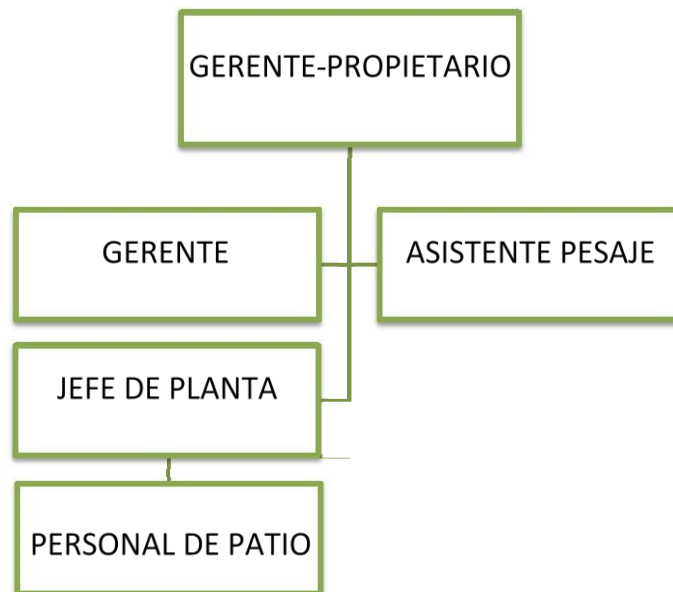 GERENTE-PROPIETARIO
GERENTE
ASISTENTE PESAJE
JEFE DE PLANTA
PERSONAL DE PATIO